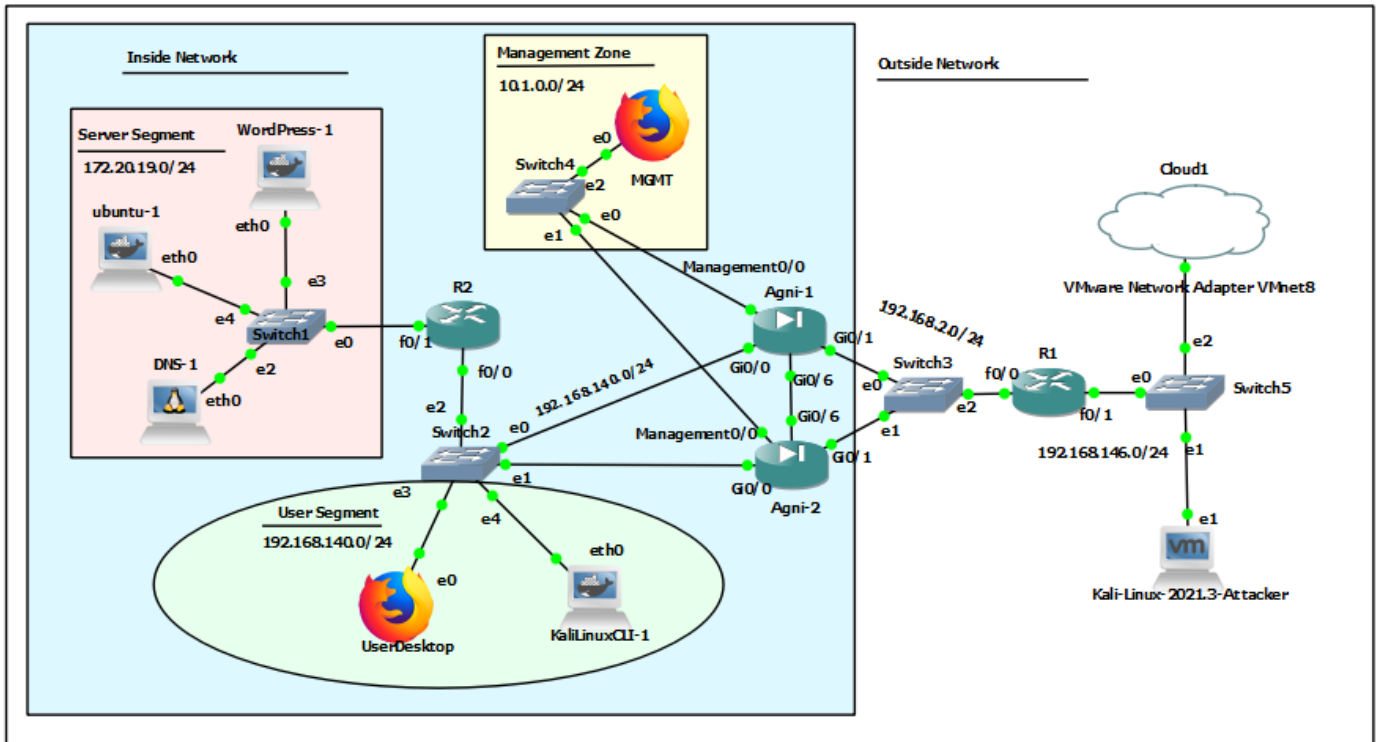 Inside Network
Management Zone
10.1.0.0/24
Outside Network
Server Segment
172.20.19.0/24
WordPress-1
eth0
e3
ubuntu-1
eth0
e4
Switch1
e0
e2
DNS-1
eth0
R2
f0/1
f0/0
e2
Switch4
e0
e2
MGMT
e0
e1
Management0/0
Agni-1
Gi0/1
Gi0/0
Gi0/6
192.168.140.0/24
192.168.2.0/24
Switch3
e0
e2
e1
f0/0
R1
f0/1
e0
Cloud1
VMware Network Adapter VMnet8
e2
Switch5
192.168.146.0/24
e1
e1
Kali-Linux-2021.3-Attacker
Gi0/6
Management0/0
Gi0/1
Gi0/0
Agni-2
Switch2
e0
e1
e3
e4
User Segment
192.168.140.0/24
e0
UserDesktop
eth0
KaliLinuxCLI-1